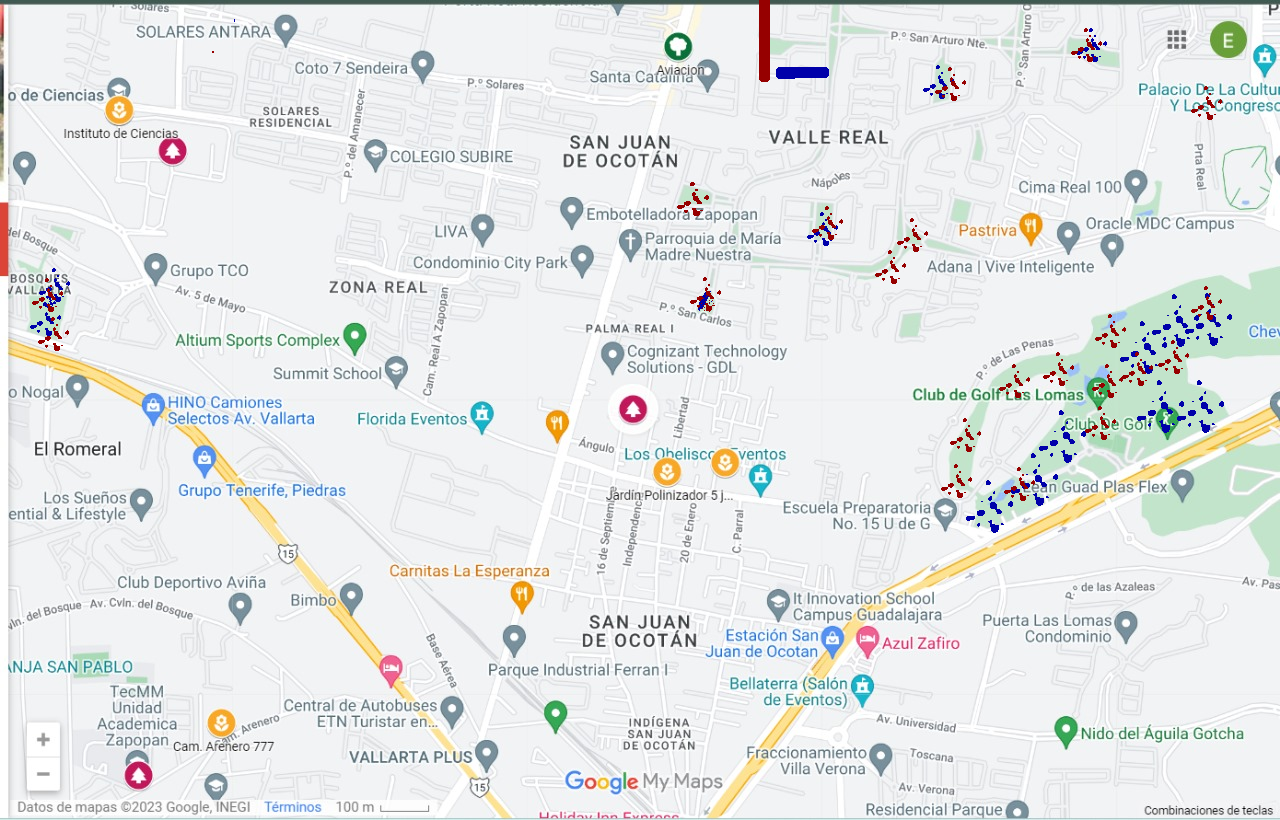 Solares
SOLARES ANTARA
Coto 7 Sendeira
P.º Solares
Santa Catalina
Aviación
P.º San Arturo Nte.
P.º San Arturo O
E
Palacio De La Cultur
Y Los Congreso
o de Ciencias
Instituto de Ciencias
SOLARES
RESIDENCIAL
P.º del Amanecer
COLEGIO SUBIRE
SAN JUAN
DE OCOTÁN
VALLE REAL
Nápoles
Prta Real
Cima Real 100
Embotelladora Zapopan
LIVA
Parroquia de María
Madre Nuestra
Condominio City Park
Pastriva
Oracle MDC Campus
Adana | Vive Inteligente
del Bosque
Grupo TCO
BOSQUES
Av. 5 de Mayo
ZONA REAL
P.º San Carlos
PALMA REAL I
Cam. Real A Zapopan
Altium Sports Complex
Summit School
Cognizant Technology
Solutions - GDL
P.º de Las Penas
Chev
Club de Golf Las Lomas
Club De Golf
o Nogal
HINO Camiones
Selectos Av. Vallarta
Florida Eventos
Libertad
Ángulo
El Romeral
Los Obeliscos Eventos
Jardín Polinizador 5 j...
Grupo Tenerife, Piedras
Los Sueños
ential & Lifestyle
Lean Guad Plas Flex
Escuela Preparatoria
No. 15 U de G
16 de Septiembre
Independencia
20 de Enero
C. Parral
15
Carnitas La Esperanza
Club Deportivo Aviña
Bimbo
Av. Cvln. del Bosque
vln. del Bosque
It Innovation School
Campus Guadalajara
P.º de las Azaleas
Av. Pas
Puerta Las Lomas
Condominio
SAN JUAN
DE OCOTÁN
Estación San
Juan de Ocotan
Azul Zafiro
Base Aérea
ANJA SAN PABLO
Parque Industrial Ferran I
Bellaterra (Salón
de Eventos)
TecMM
Unidad
Academica
Zapopan
Cam. Arenero
Cam. Arenero 777
Central de Autobuses
ETN Turistar en...
INDÍGENA
SAN JUAN
DE OCOTÁN
Av. Universidad
Nido del Águila Gotcha
Toscana
Fraccionamiento
Villa Verona
VALLARTA PLUS
15
Google My Maps
Av. Verona
Residencial Parque
Holiday Inn Express
+
−
Datos de mapas ©2023 Google, INEGI
Términos
100 m
Combinaciones de teclas